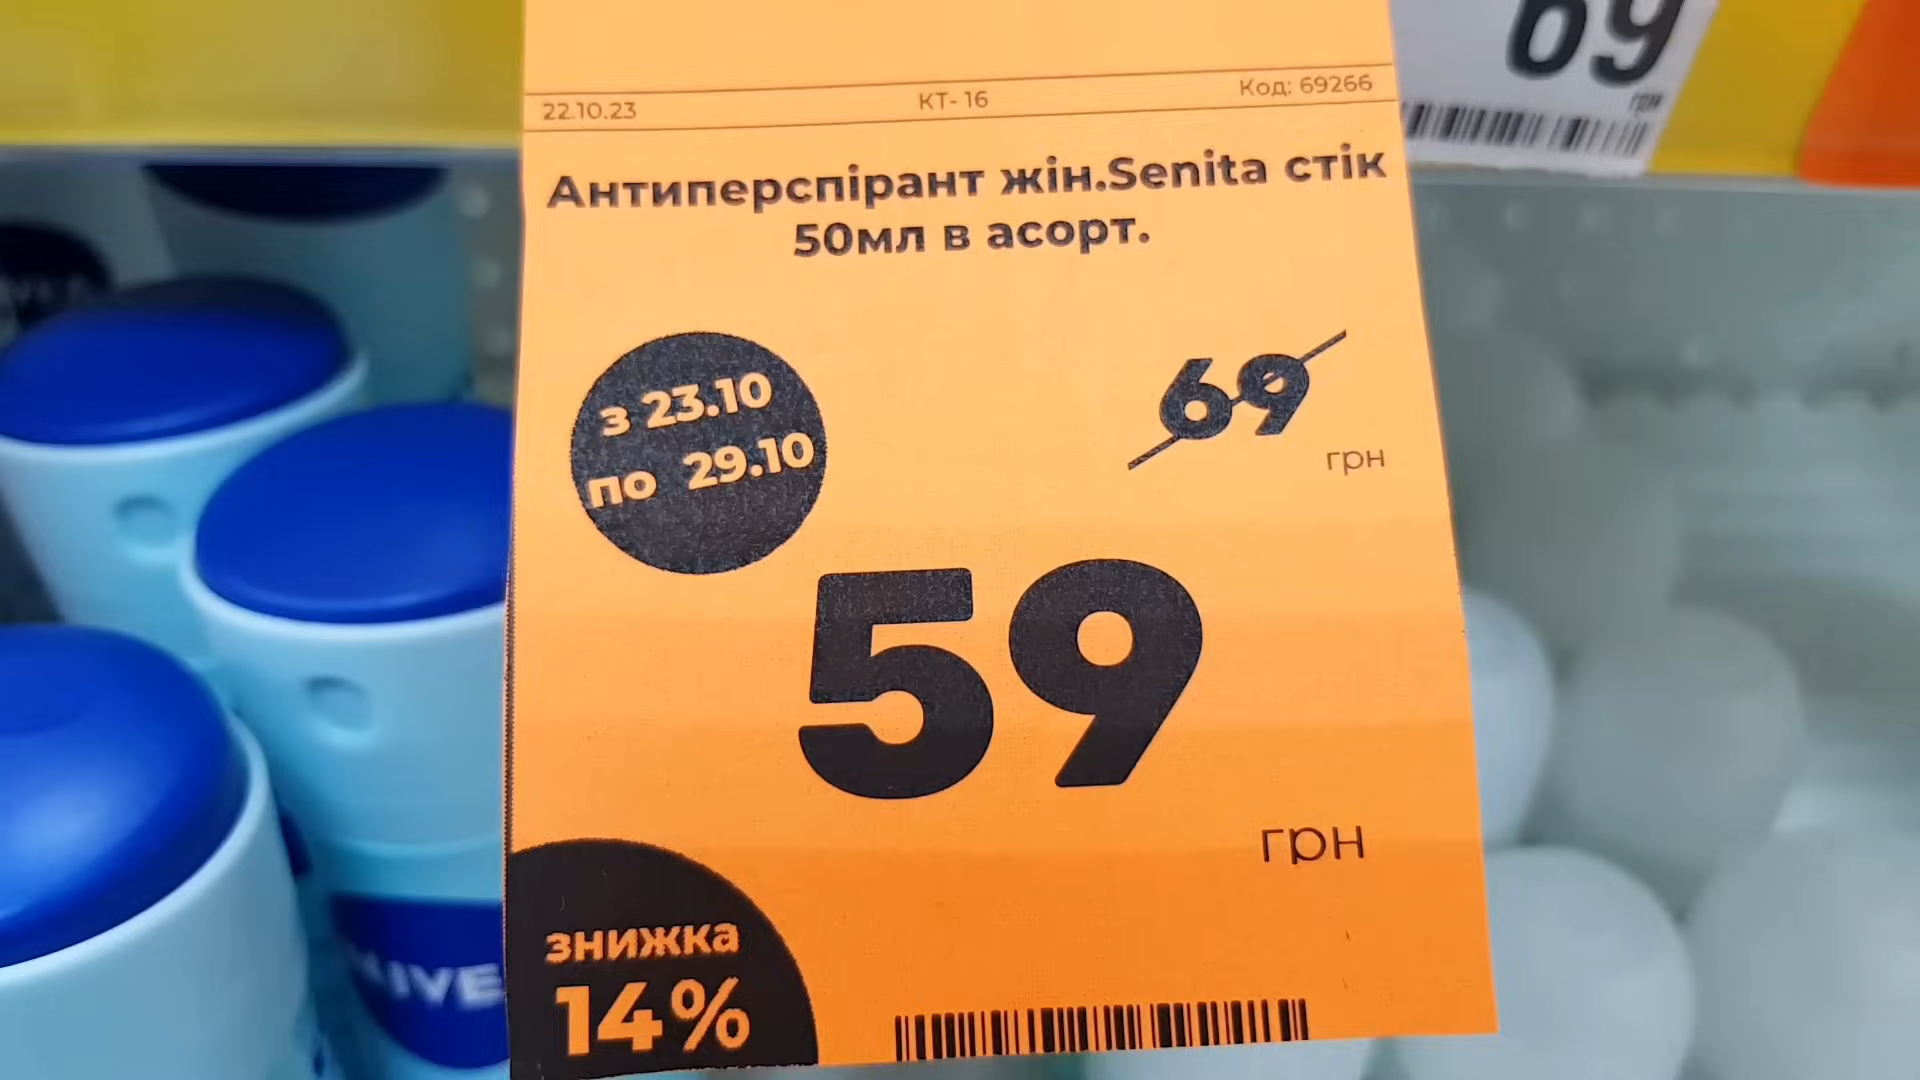 69
грн
22.10.23 КТ- 16 Код: 69266
Антиперспірант жін.Senita стік
50мл в асорт.
з 23.10
по 29.10
69
грн
59
грн
знижка
14%